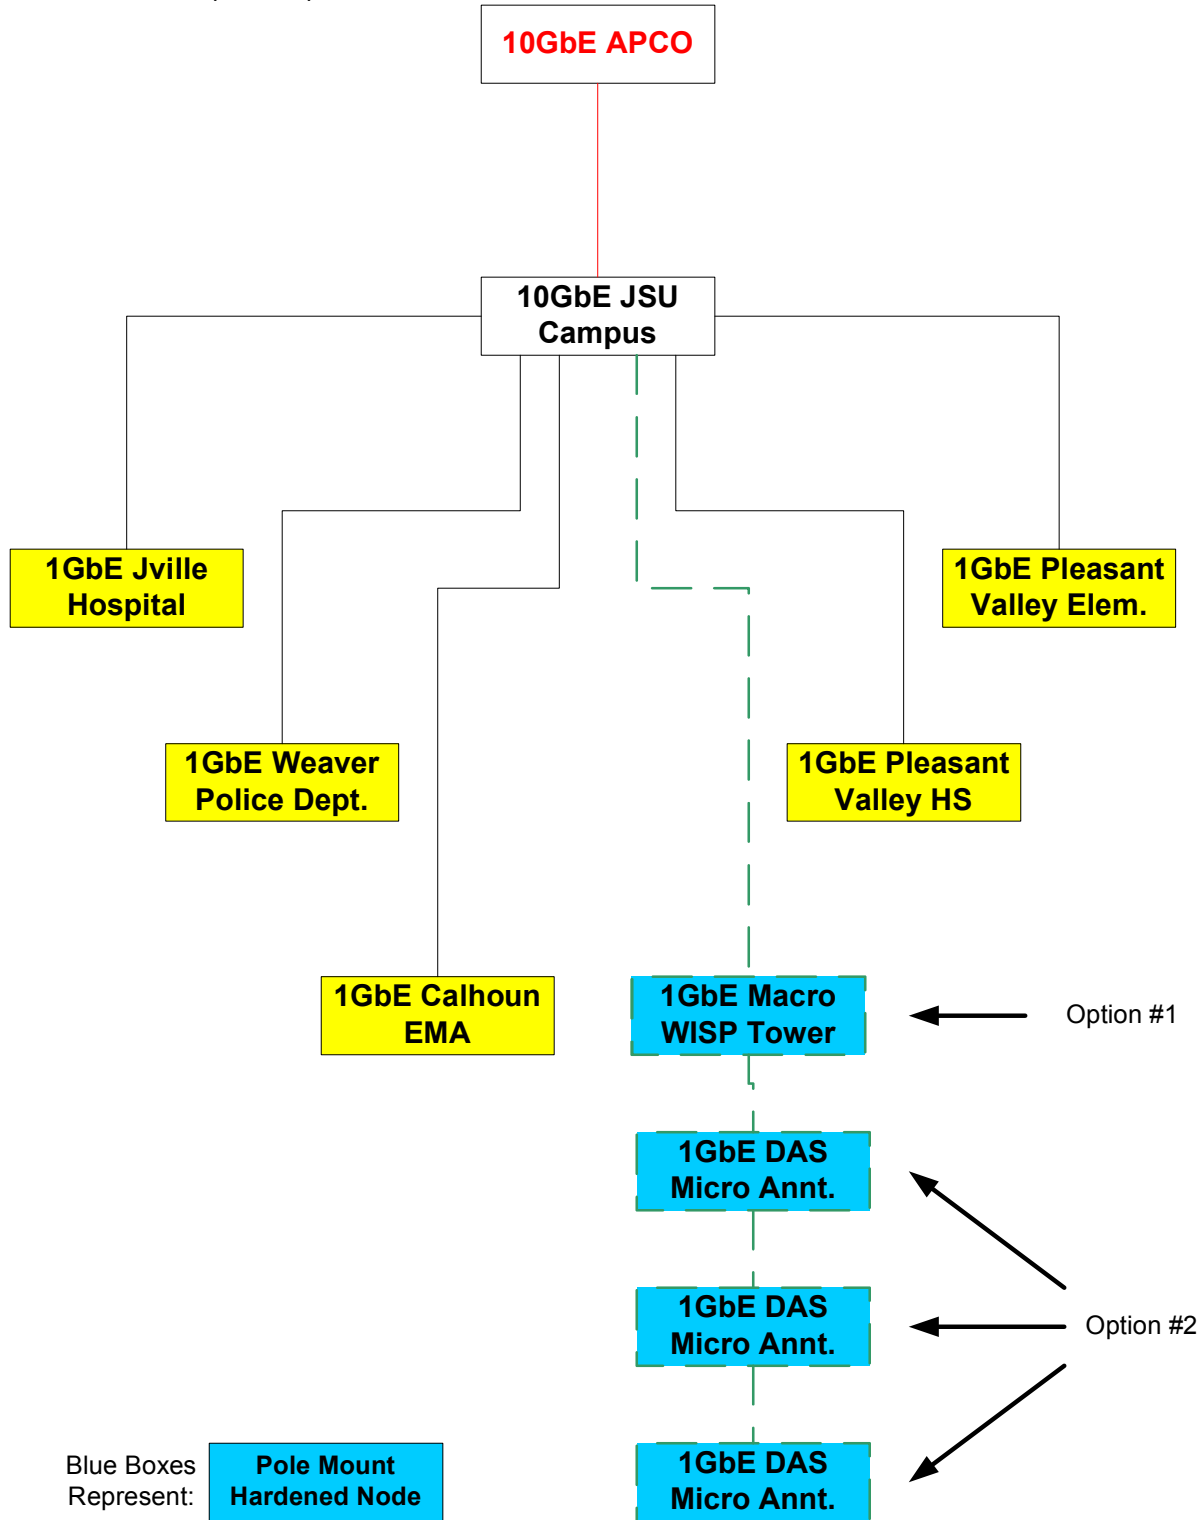 10GbE APCO
10GbE JSU
Campus
1GbE Jville
Hospital
1GbE Pleasant
Valley Elem.
1GbE Weaver
Police Dept.
1GbE Pleasant
Valley HS
1GbE Calhoun
EMA
1GbE Macro
WISP Tower
Option #1
1GbE DAS
Micro Annt.
1GbE DAS
Micro Annt.
Option #2
1GbE DAS
Micro Annt.
Blue Boxes
Represent:
Pole Mount
Hardened Node